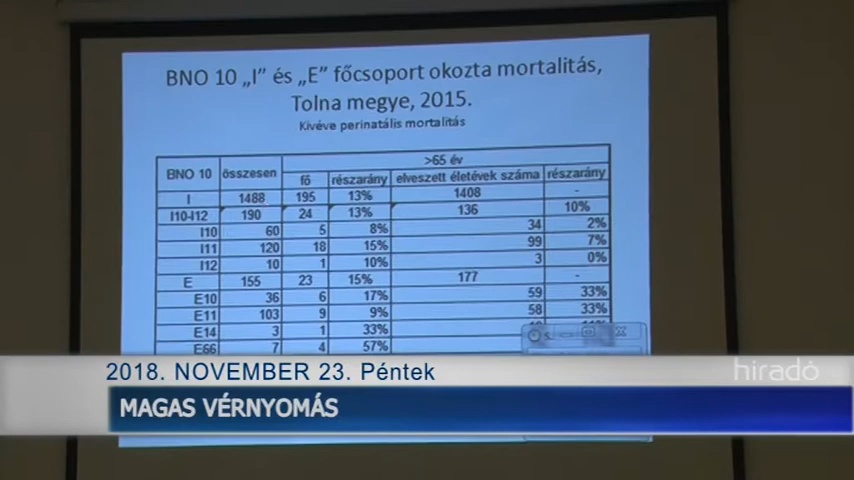 BNO 10 „I” és „E” főcsoport okozta mortalitás,
Tolna megye, 2015.
Kivéve perinatális mortalitás
BNO 10 összesen >65 év
fő részarány elveszett életévek száma részarány
I 1488 195 13% 1408 -
I10-I12 190 24 13% 136 10%
I10 60 5 8% 34 2%
I11 120 18 15% 99 7%
I12 10 1 10% 3 0%
E 155 23 15% 177 -
E10 36 6 17% 59 33%
E11 103 9 9% 58 33%
E14 3 1 33%
E66 7 4 57%
2018. NOVEMBER 23. Péntek
híradó
MAGAS VÉRNYOMÁS